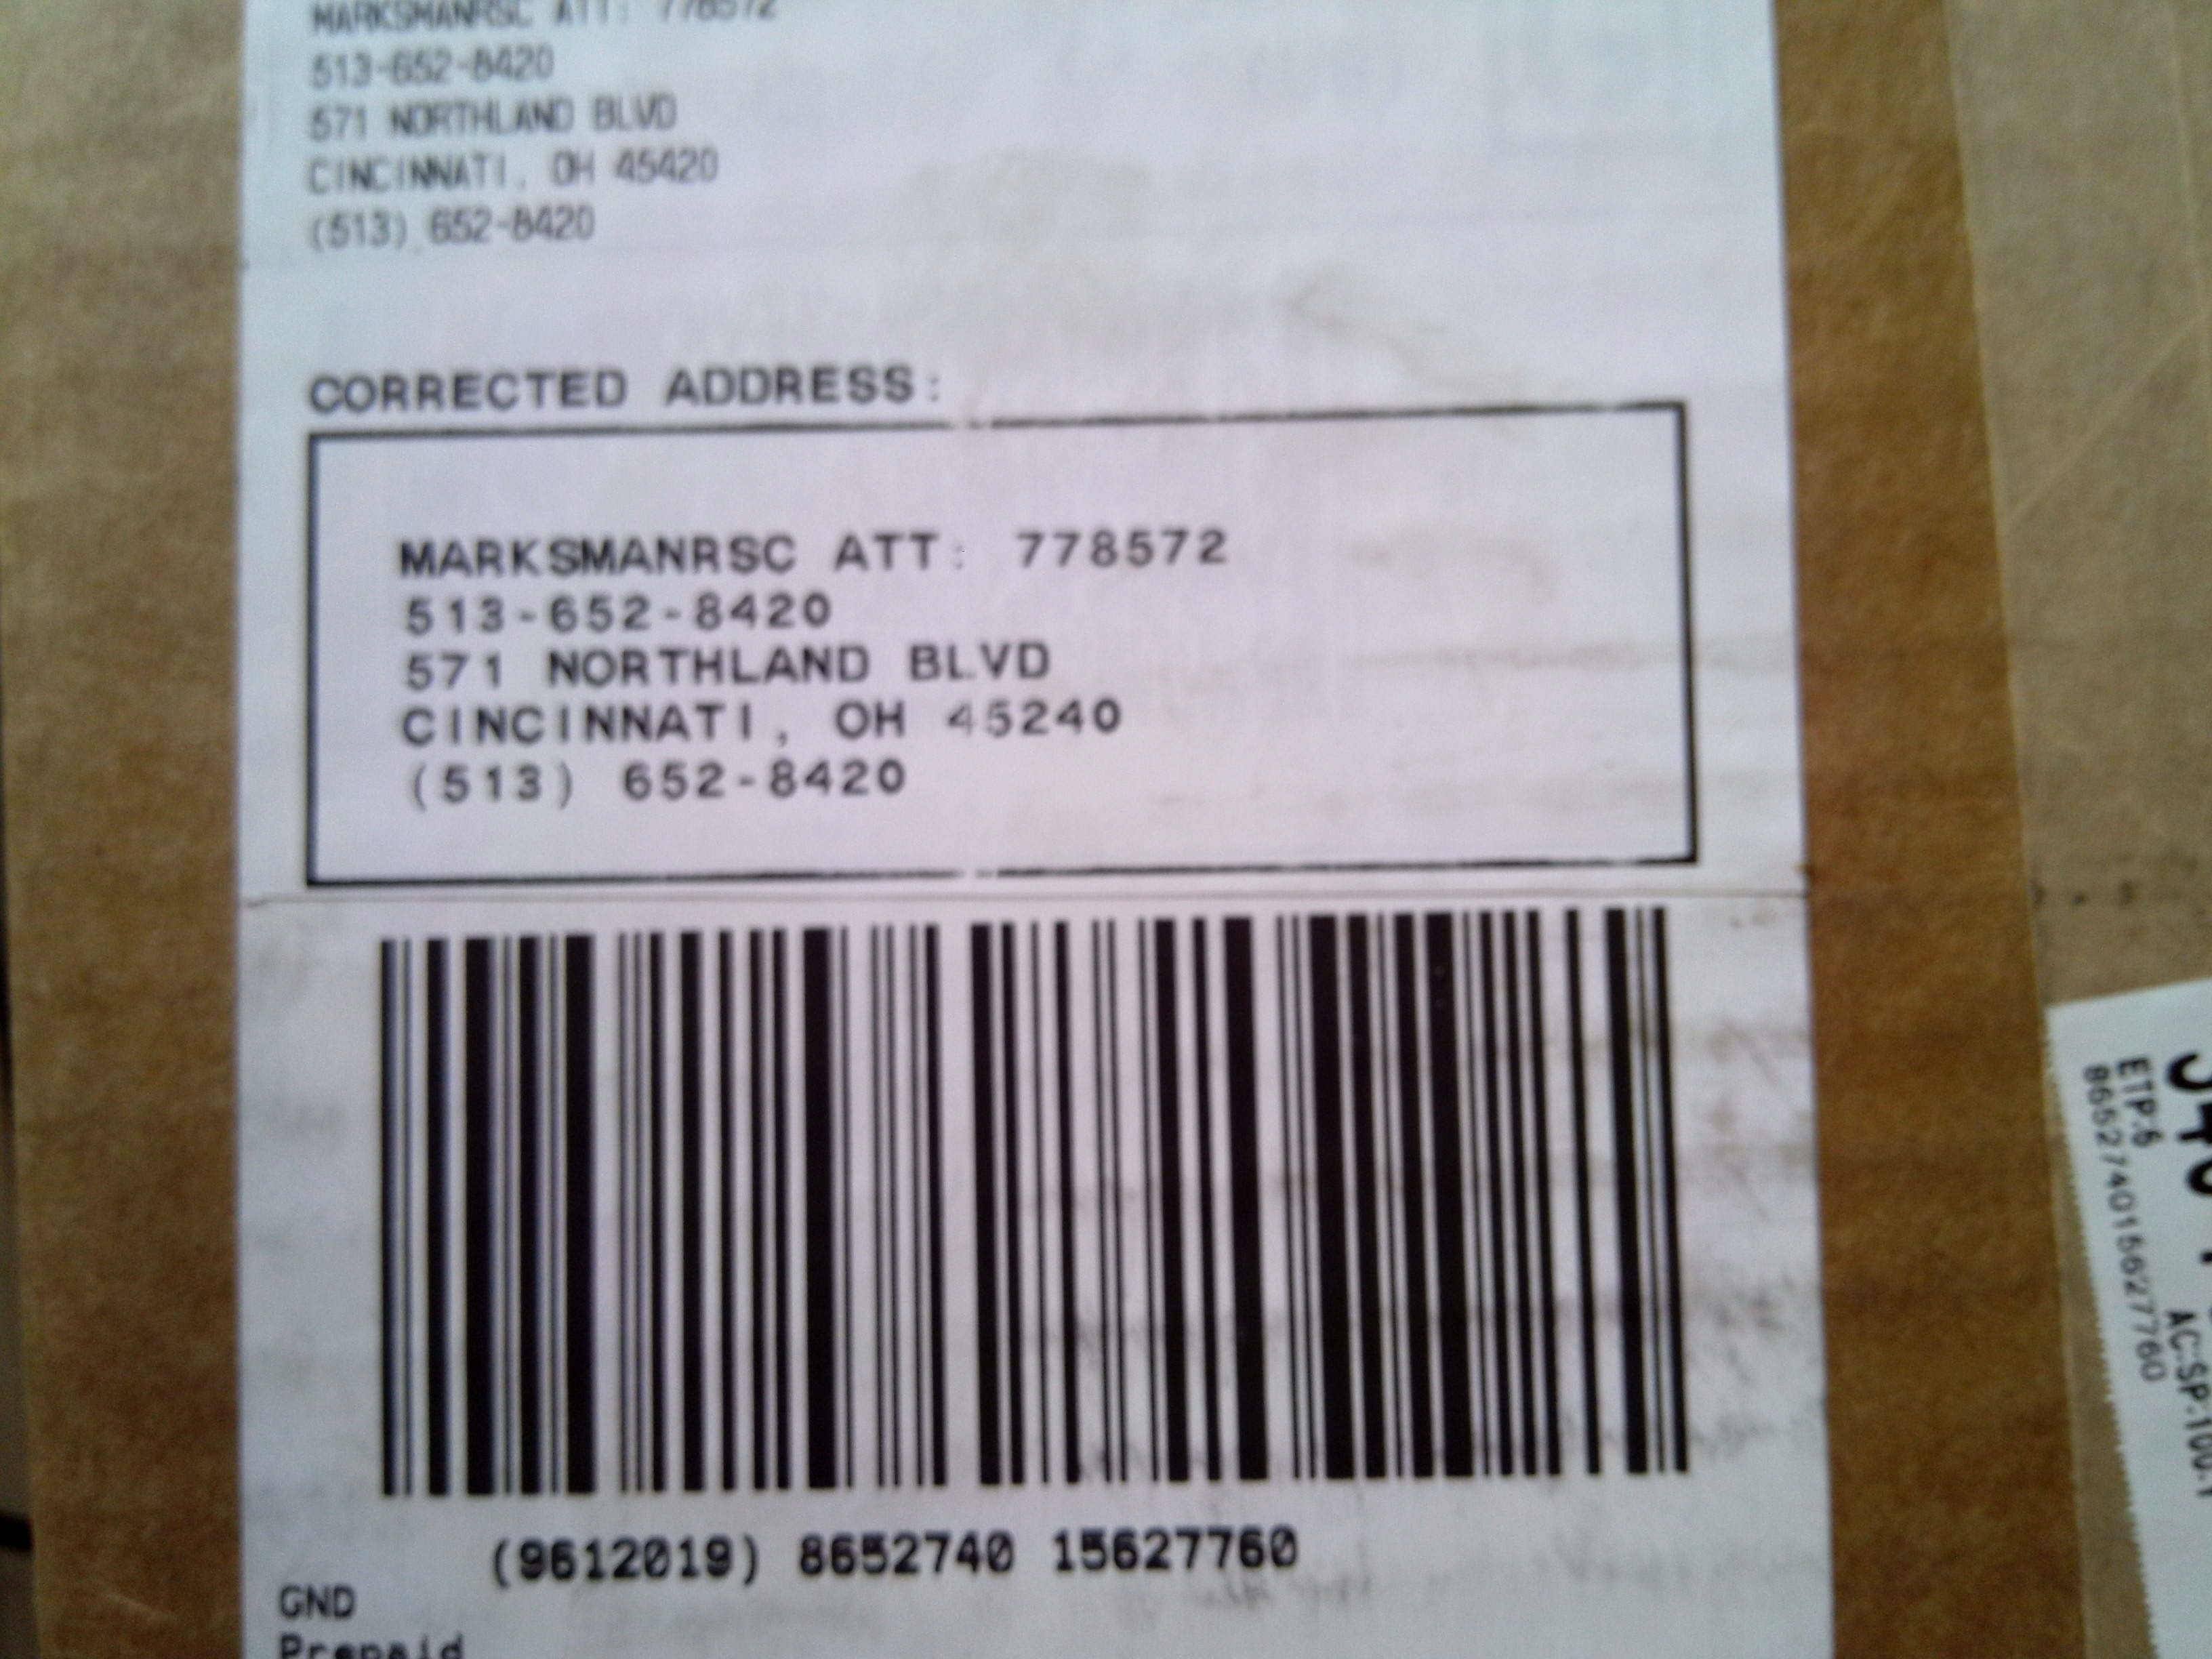 MARKSMANRSC ATT: 778572
513-652-8420
571 NORTHLAND BLVD
CINCINNATI, OH 45420
(513) 652-8420
CORRECTED ADDRESS:
MARKSMANRSC ATT: 778572
513-652-8420
571 NORTHLAND BLVD
CINCINNATI, OH 45240
(513) 652-8420
(9612019) 8652740 15627760
GND
Prepaid
ETP:6
865274015627760